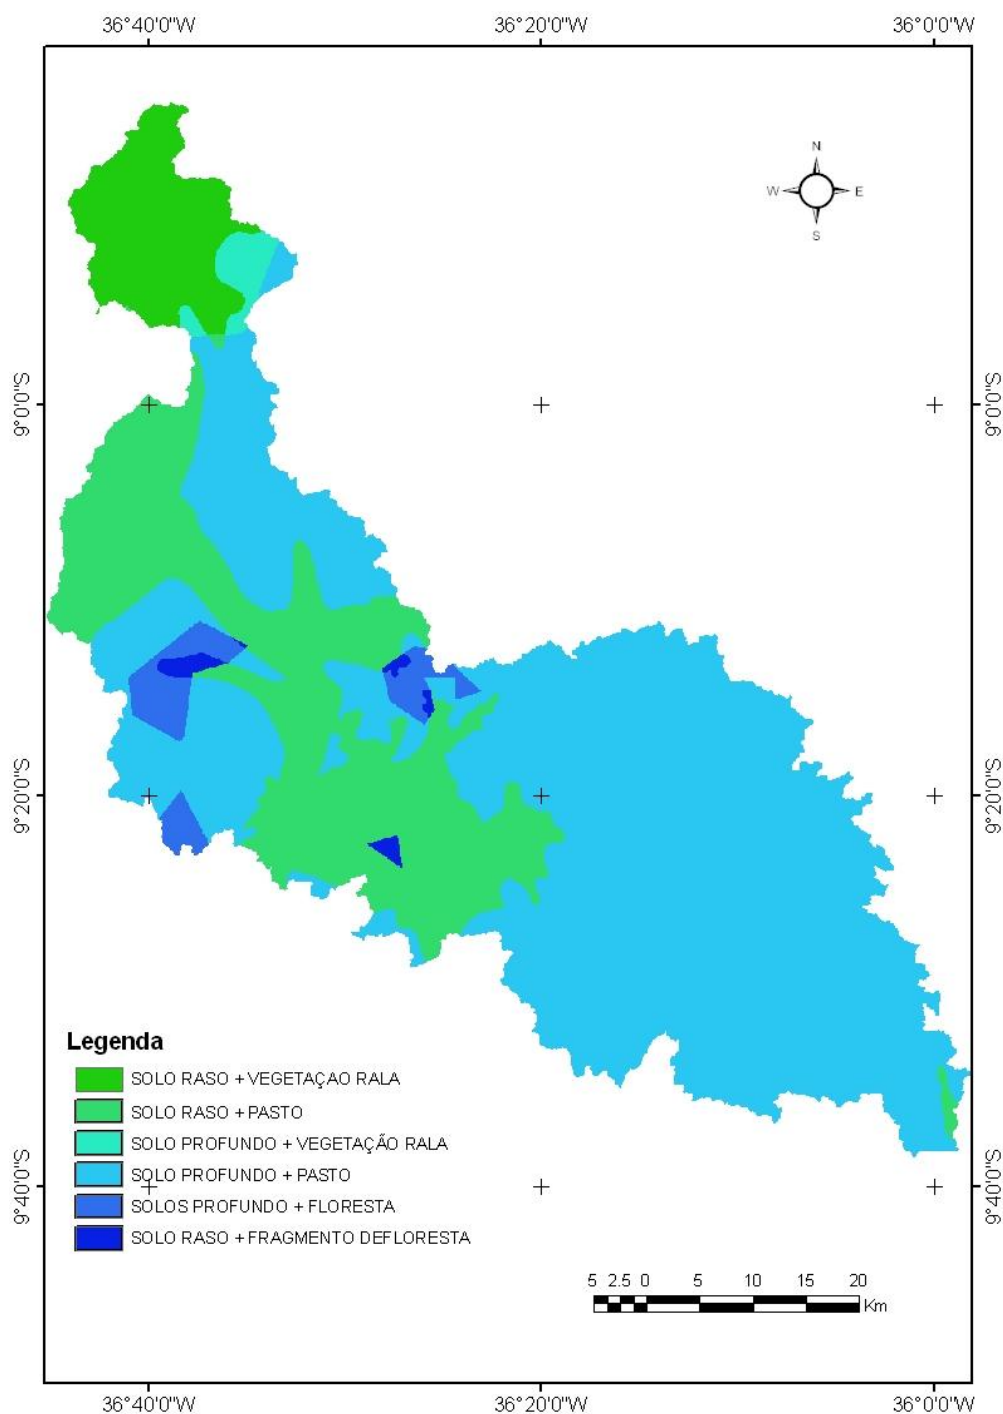 36°40'0"W 36°20'0"W 36°0'0"W
N
W E
S
9°0'0"S 9°0'0"S
9°20'0"S 9°20'0"S
Legenda
SOLO RASO + VEGETAÇAO RALA
SOLO RASO + PASTO
SOLO PROFUNDO + VEGETAÇÃO RALA
SOLO PROFUNDO + PASTO
9°40'0"S 9°40'0"S
SOLOS PROFUNDO + FLORESTA
SOLO RASO + FRAGMENTO DEFLORESTA
5 2.5 0 5 10 15 20
Km
36°40'0"W 36°20'0"W 36°0'0"W